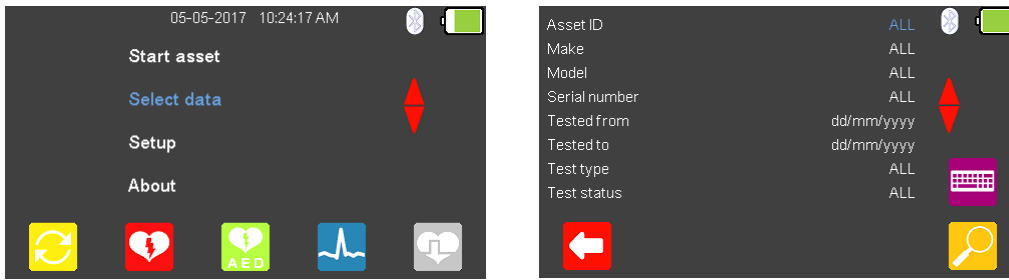 05-05-2017 10:24:17 AM
Start asset
Select data
Setup
About
AED
Asset ID ALL
Make ALL
Model ALL
Serial number ALL
Tested from dd/mm/yyyy
Tested to dd/mm/yyyy
Test type ALL
Test status ALL